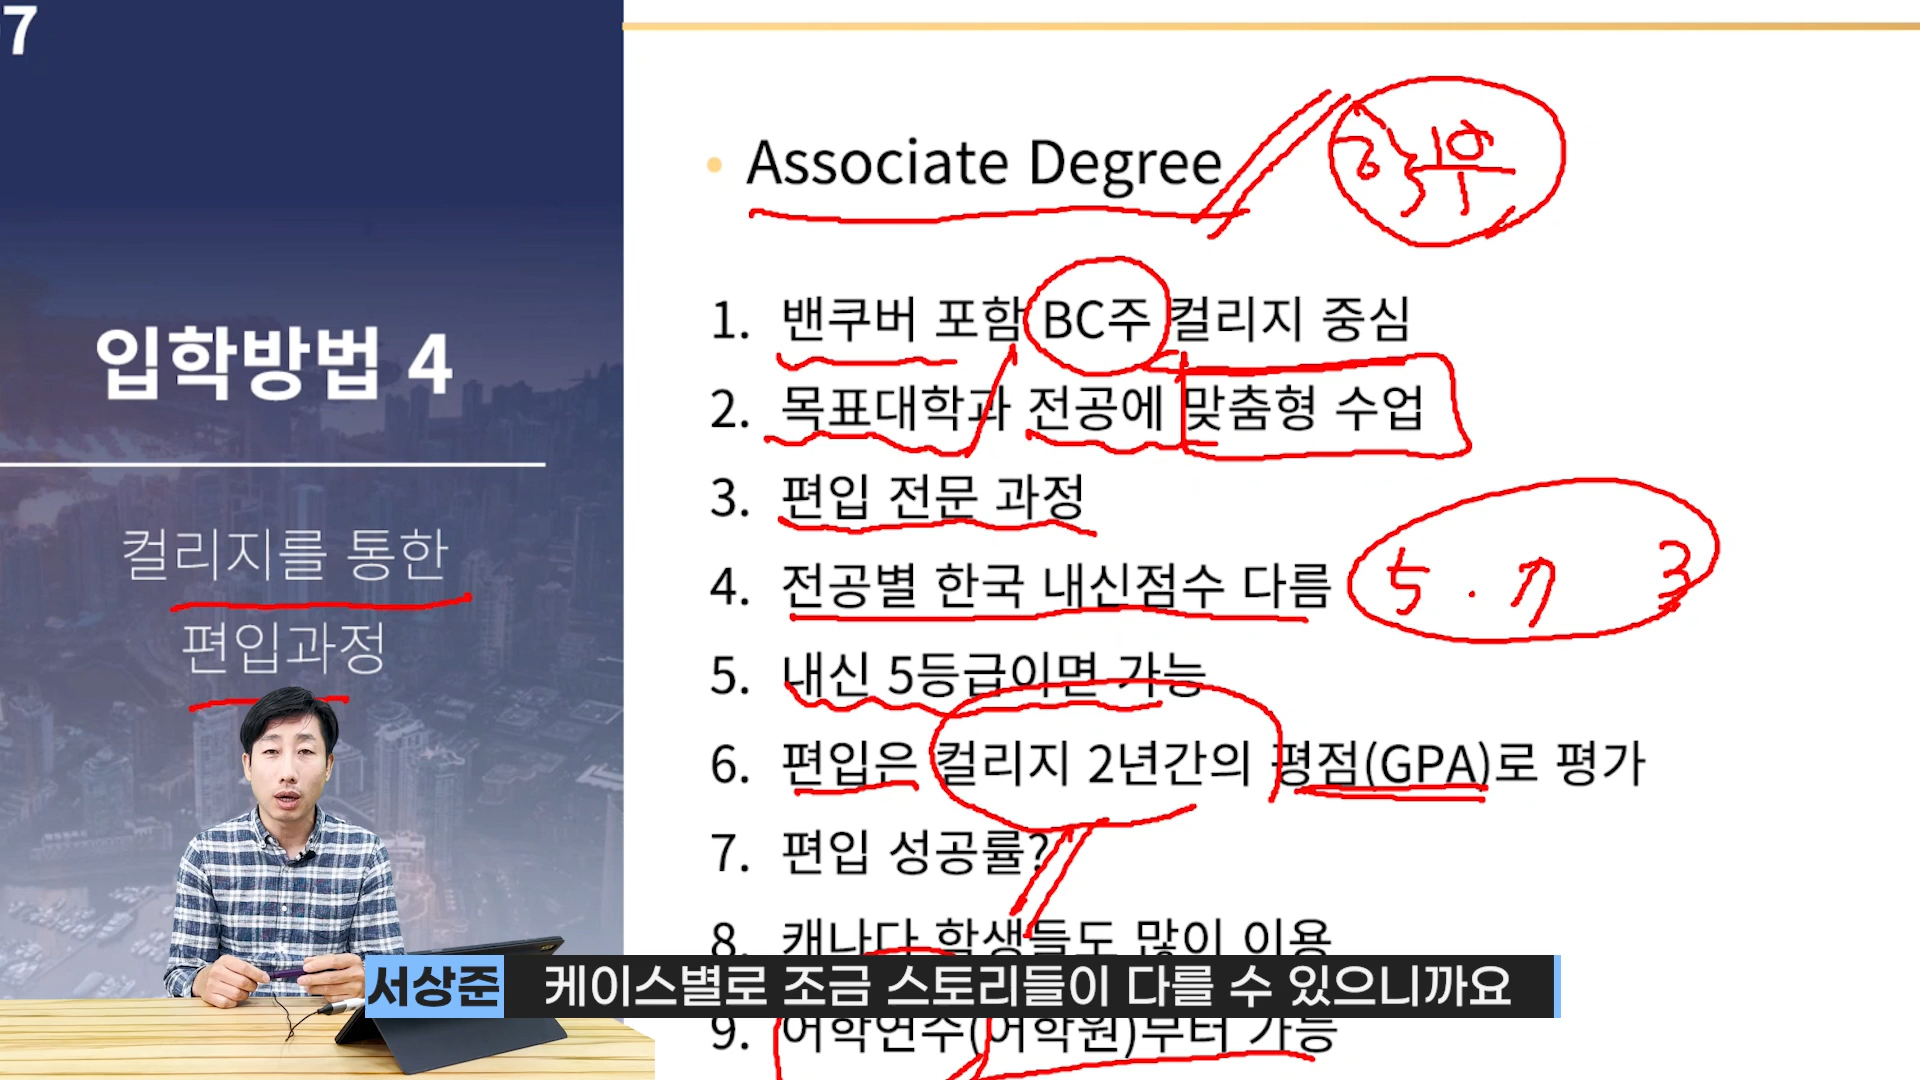 7
입학방법 4
컬리지를 통한
편입과정
• Associate Degree
1. 밴쿠버 포함 BC주 컬리지 중심
2. 목표대학과 전공에 맞춤형 수업
3. 편입 전문 과정
4. 전공별 한국 내신점수 다름
5. 3
5. 내신 5등급이면 가능
6. 편입은 컬리지 2년간의 평점(GPA)로 평가
7. 편입 성공률?
8. 캐나다 학생들도 많이 이용
서상준 케이스별로 조금 스토리들이 다를 수 있으니까요
9. 어학연수(어학원)부터 가능